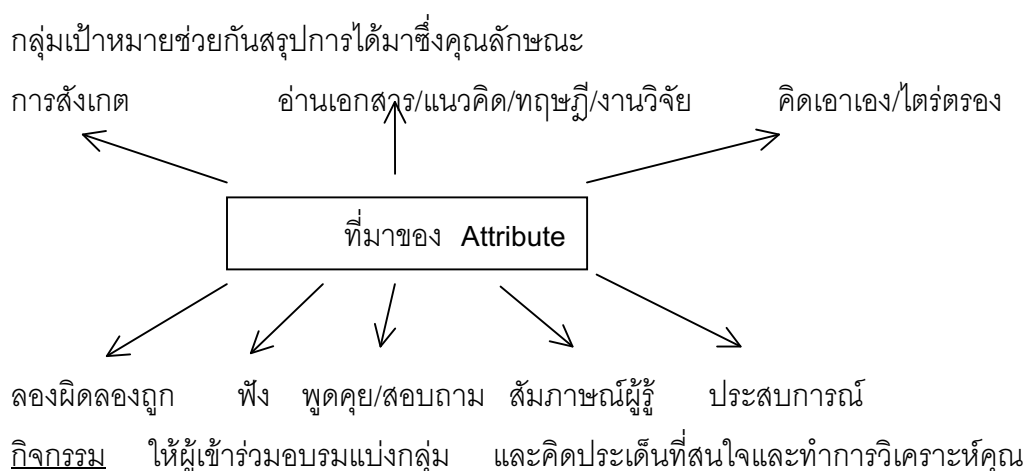 กลุ่มเป้าหมายช่วยกันสรุปการได้มาซึ่งคุณลักษณะ
การสังเกต อ่านเอกสาร/แนวคิด/ทฤษฎี/งานวิจัย คิดเอาเอง/ไตร่ตรอง
ที่มาของ Attribute
ลองผิดลองถูก ฟัง พูดคุย/สอบถาม สัมภาษณ์ผู้รู้ ประสบการณ์
กิจกรรม ให้ผู้เข้าร่วมอบรมแบ่งกลุ่ม และคิดประเด็นที่สนใจและทำการวิเคราะห์คุณ